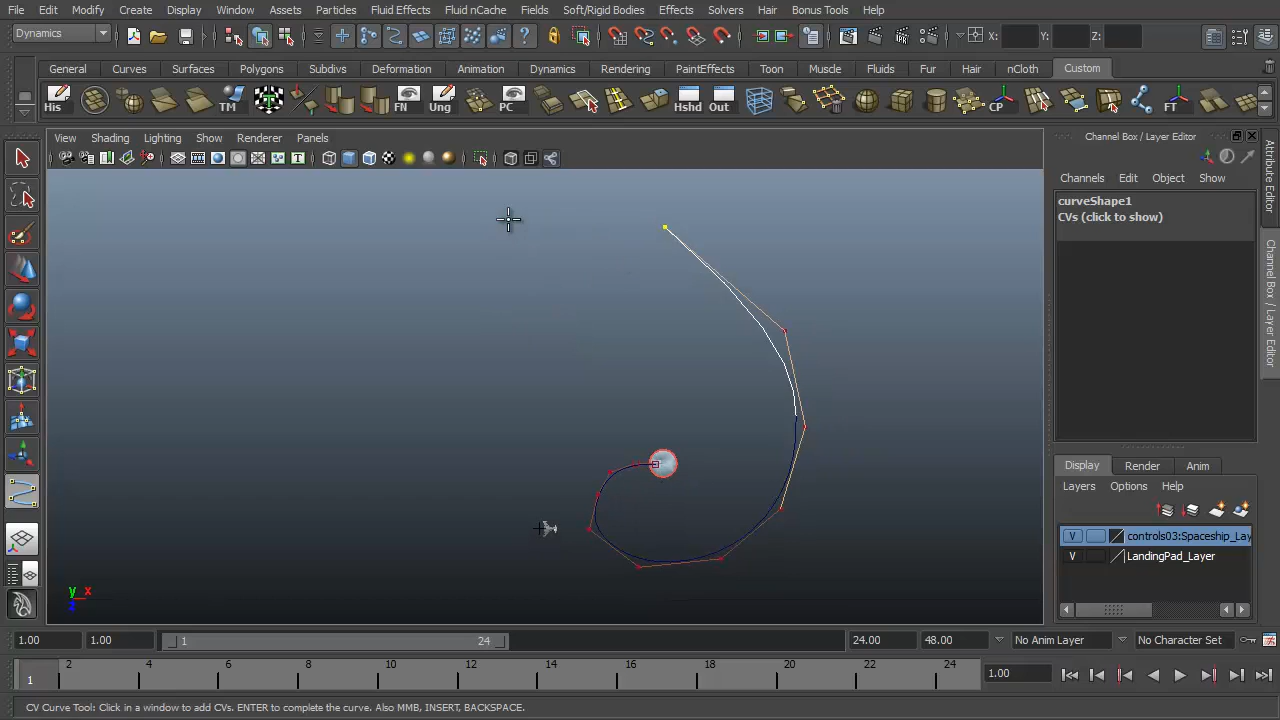 File Edit Modify Create Display Window Assets Particles Fluid Effects Fluid nCache Fields Soft/Rigid Bodies Effects Solvers Hair Bonus Tools Help
Dynamics X: Y: Z:
General Curves Surfaces Polygons Subdivs Deformation Animation Dynamics Rendering PaintEffects Toon Muscle Fluids Fur Hair nCloth Custom
His TM FN Ung PC Hshd Out CP FT
View Shading Lighting Show Renderer Panels
Channel Box / Layer Editor
Channels Edit Object Show
curveShape1
CVs (click to show)
Attribute Editor
Channel Box / Layer Editor
Display Render Anim
Layers Options Help
V controls03:Spaceship_Lay
V LandingPad_Layer
y x
z
1.00 1.00 1 24 24.00 48.00 No Anim Layer No Character Set
2 4 6 8 10 12 14 16 18 20 22 24
1 1.00
CV Curve Tool: Click in a window to add CVs. ENTER to complete the curve. Also MMB, INSERT, BACKSPACE.